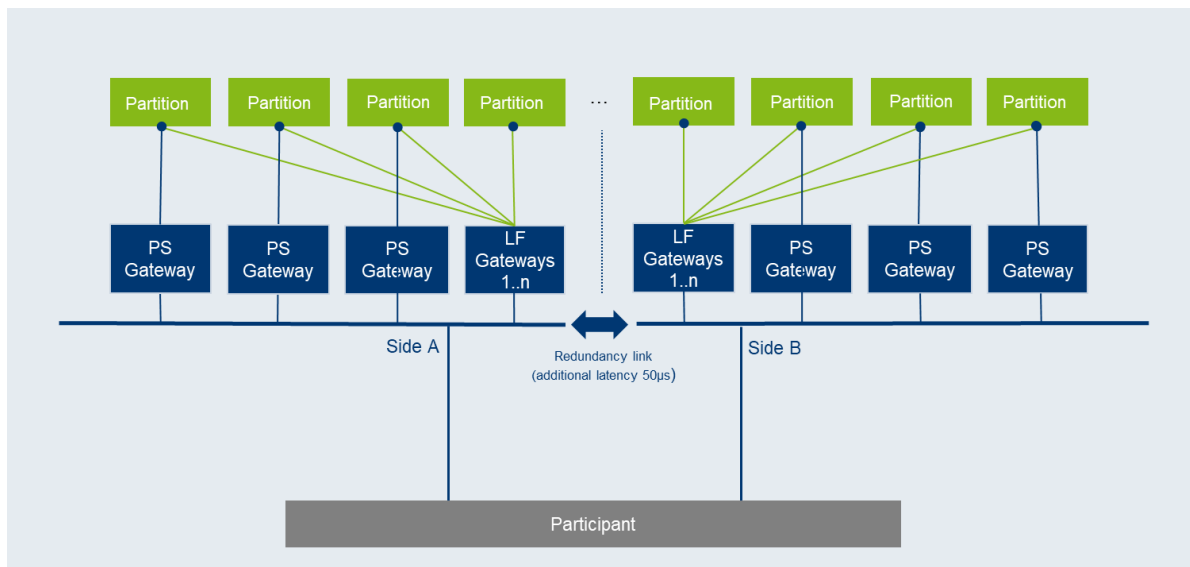 Partition
Partition
Partition
Partition
...
Partition
Partition
Partition
Partition
PS
Gateway
PS
Gateway
PS
Gateway
LF
Gateways
1..n
LF
Gateways
1..n
PS
Gateway
PS
Gateway
PS
Gateway
Side A
Redundancy link
(additional latency 50µs)
Side B
Participant